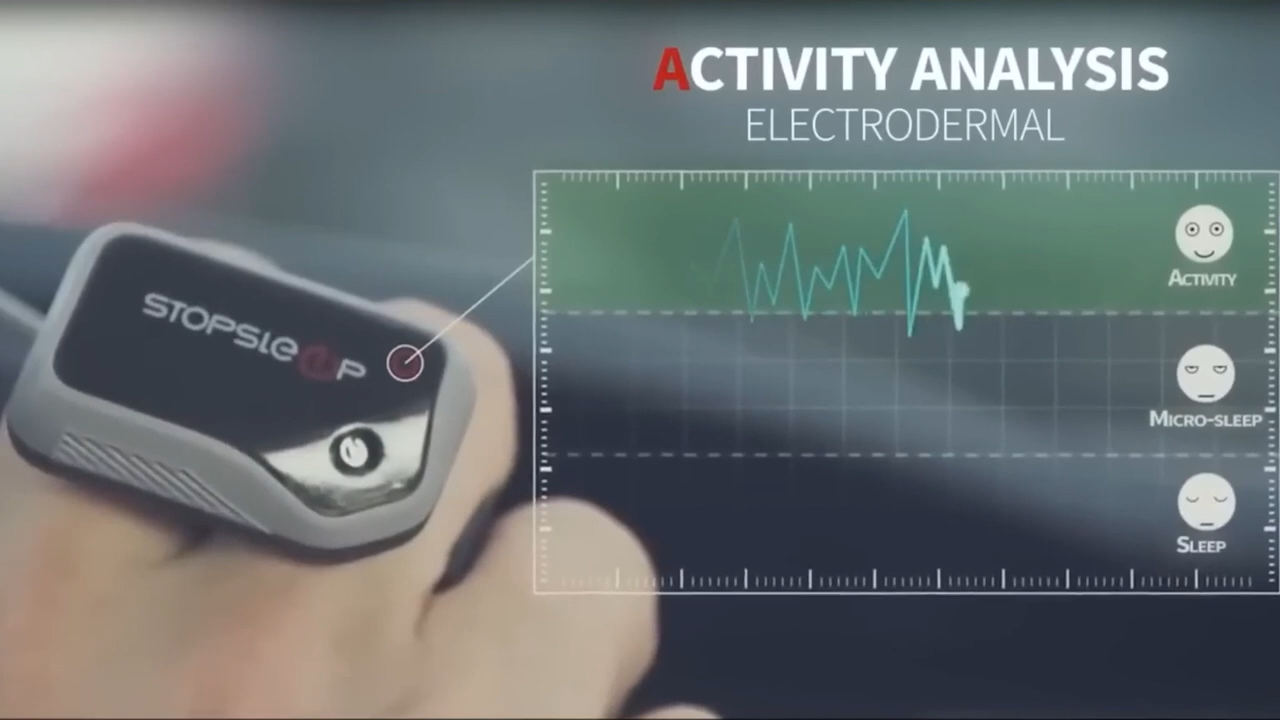 ACTIVITY ANALYSIS
ELECTRODERMAL
STOPSLEEP
ACTIVITY
MICRO-SLEEP
SLEEP